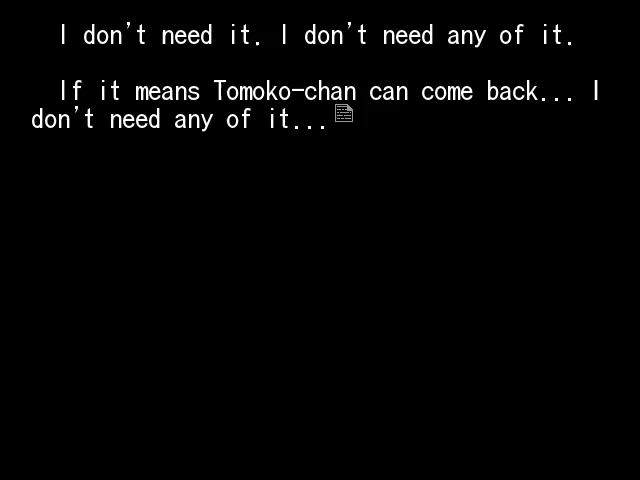 I don't need it. I don't need any of it.
If it means Tomoko-chan can come back... I
don't need any of it...